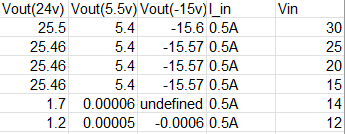 Vout(24v) Vout(5.5v) Vout(-15v) I_in Vin
25.5 5.4 -15.6 0.5A 30
25.46 5.4 -15.57 0.5A 25
25.46 5.4 -15.57 0.5A 20
25.46 5.4 -15.57 0.5A 15
1.7 0.00006 undefined 0.5A 14
1.2 0.00005 -0.0006 0.5A 12